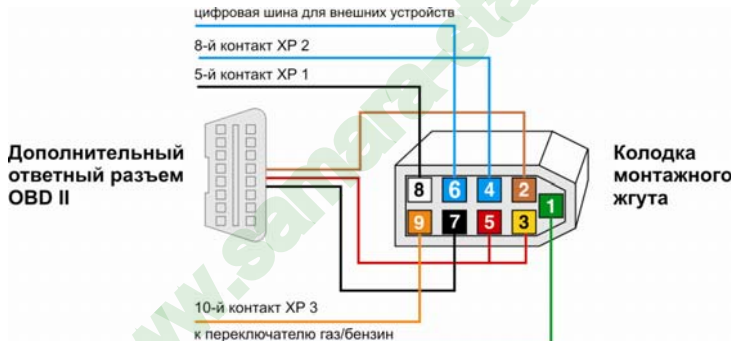 цифровая шина для внешних устройств
8-й контакт XP 2
5-й контакт XP 1
Дополнительный
ответный разъем
OBD II
Колодка
монтажного
жгута
8 6 4 2
1
9 7 5 3
10-й контакт XP 3
к переключателю газ/бензин